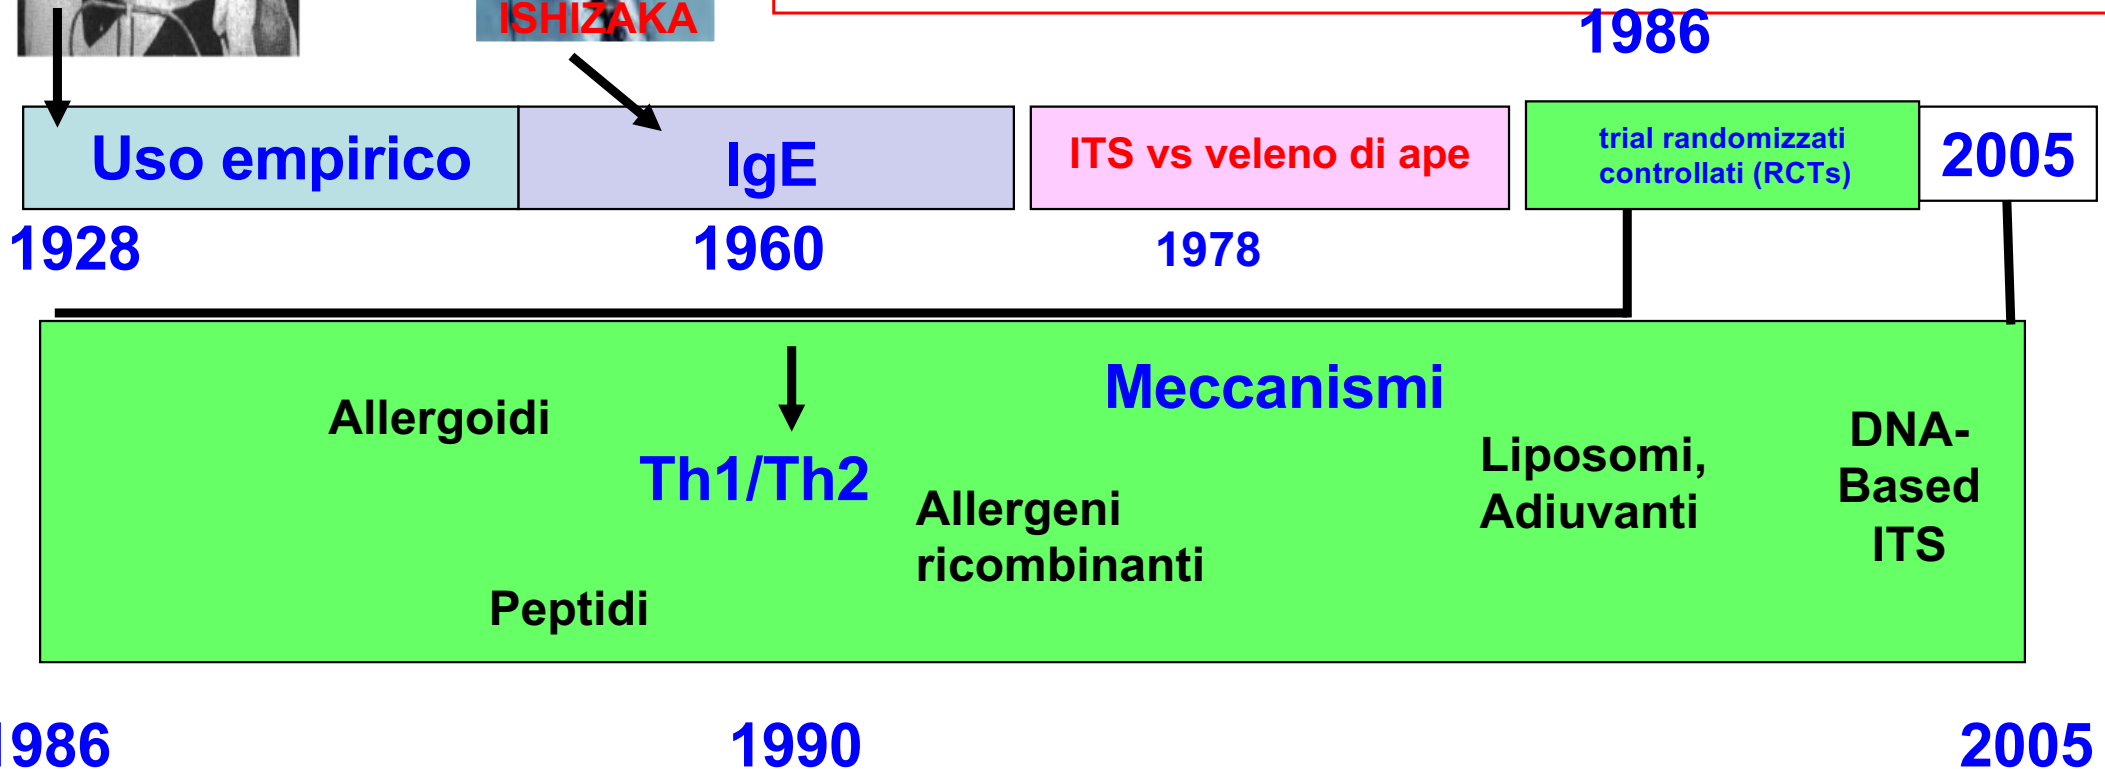 ISHIZAKA
1986
Uso empirico
IgE
ITS vs veleno di ape
trial randomizzati
controllati (RCTs)
2005
1928
1960
1978
Meccanismi
Allergoidi
Th1/Th2
Allergeni
ricombinanti
Peptidi
Liposomi,
Adiuvanti
DNA-
Based
ITS
1986
1990
2005